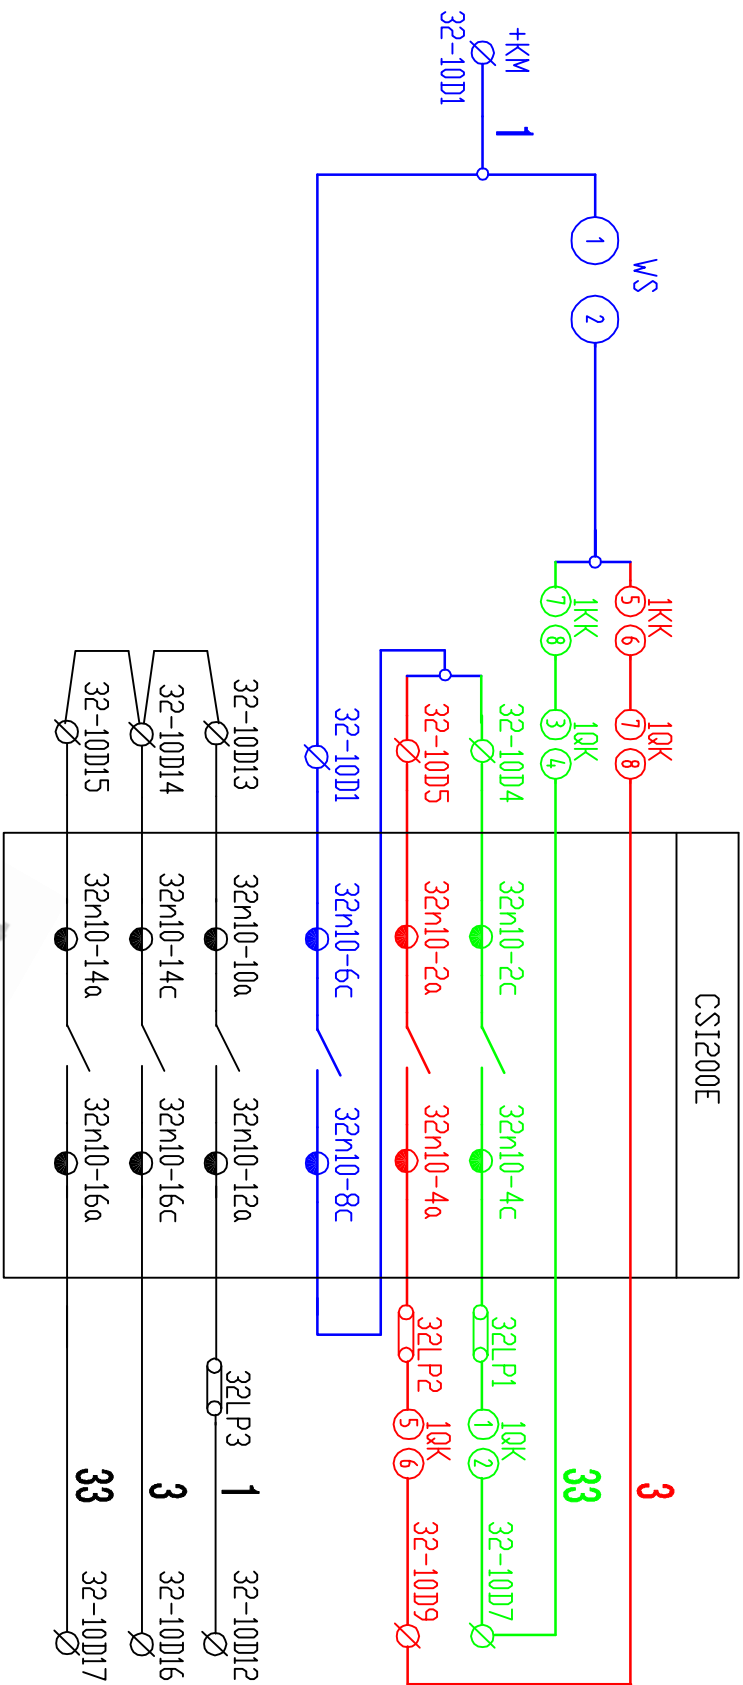 +KM
32-10D1
1
WS
1
2
1KK
5
6
1QK
7
8
3
1KK
7
8
1QK
3
4
33
CSI200E
32-10D4
32n10-2c
32n10-4c
32LP1
1QK
1
2
32-10D7
32-10D5
32n10-2a
32n10-4a
32LP2
1QK
5
6
32-10D9
32-10D1
32n10-6c
32n10-8c
32-10D13
32n10-10a
32n10-12a
32LP3
1
32-10D12
32-10D14
32n10-14c
32n10-16c
3
32-10D16
32-10D15
32n10-14a
32n10-16a
33
32-10D17